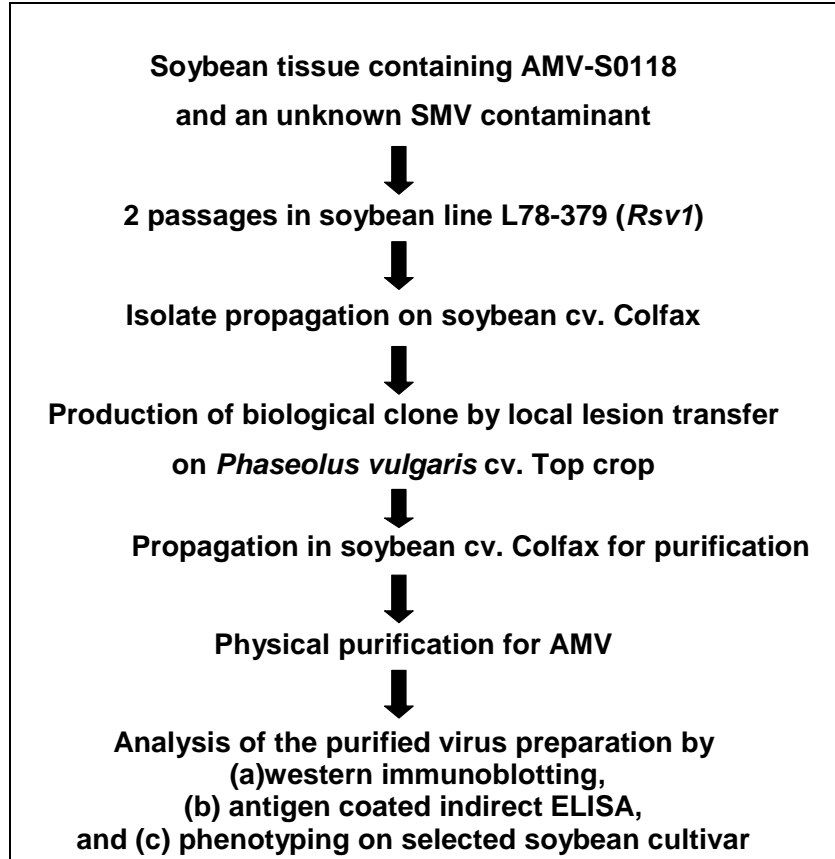 Soybean tissue containing AMV-S0118
and an unknown SMV contaminant
2 passages in soybean line L78-379 (Rsv1)
Isolate propagation on soybean cv. Colfax
Production of biological clone by local lesion transfer
on Phaseolus vulgaris cv. Top crop
Propagation in soybean cv. Colfax for purification
Physical purification for AMV
Analysis of the purified virus preparation by
(a)western immunoblotting,
(b) antigen coated indirect ELISA,
and (c) phenotyping on selected soybean cultivar